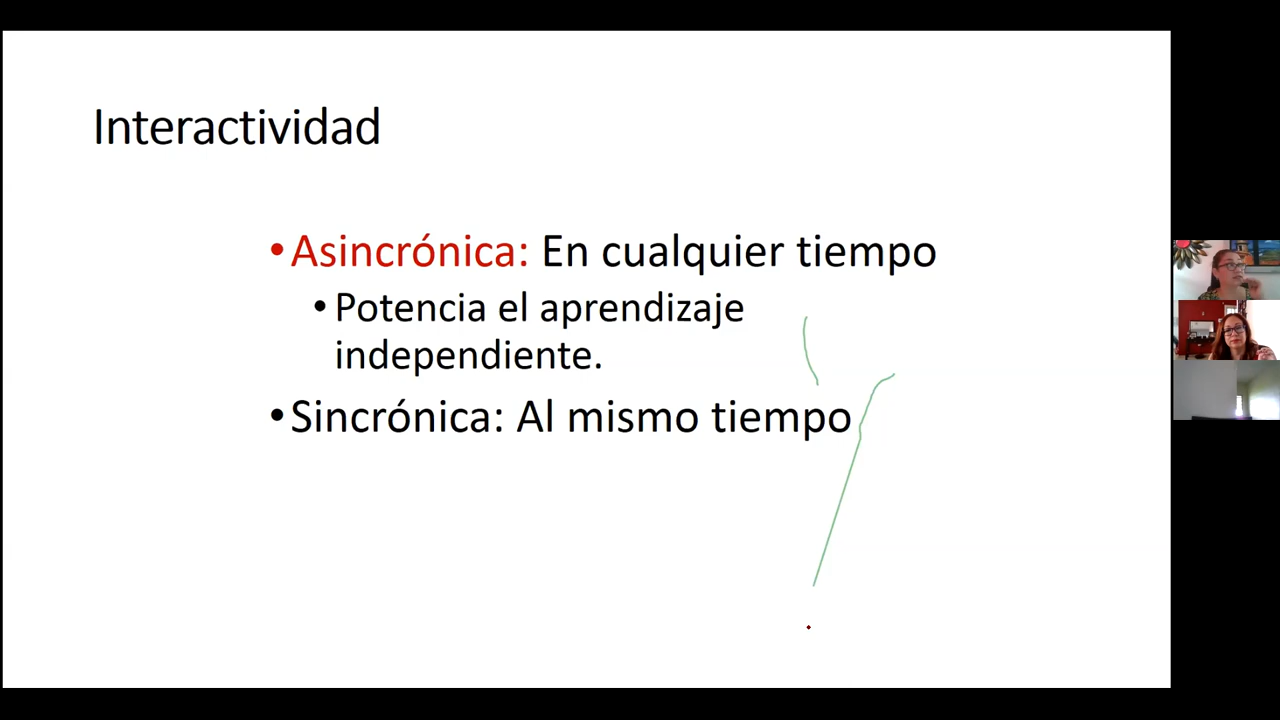 Interactividad
•Asincrónica: En cualquier tiempo
•Potencia el aprendizaje
independiente.
•Sincrónica: Al mismo tiempo